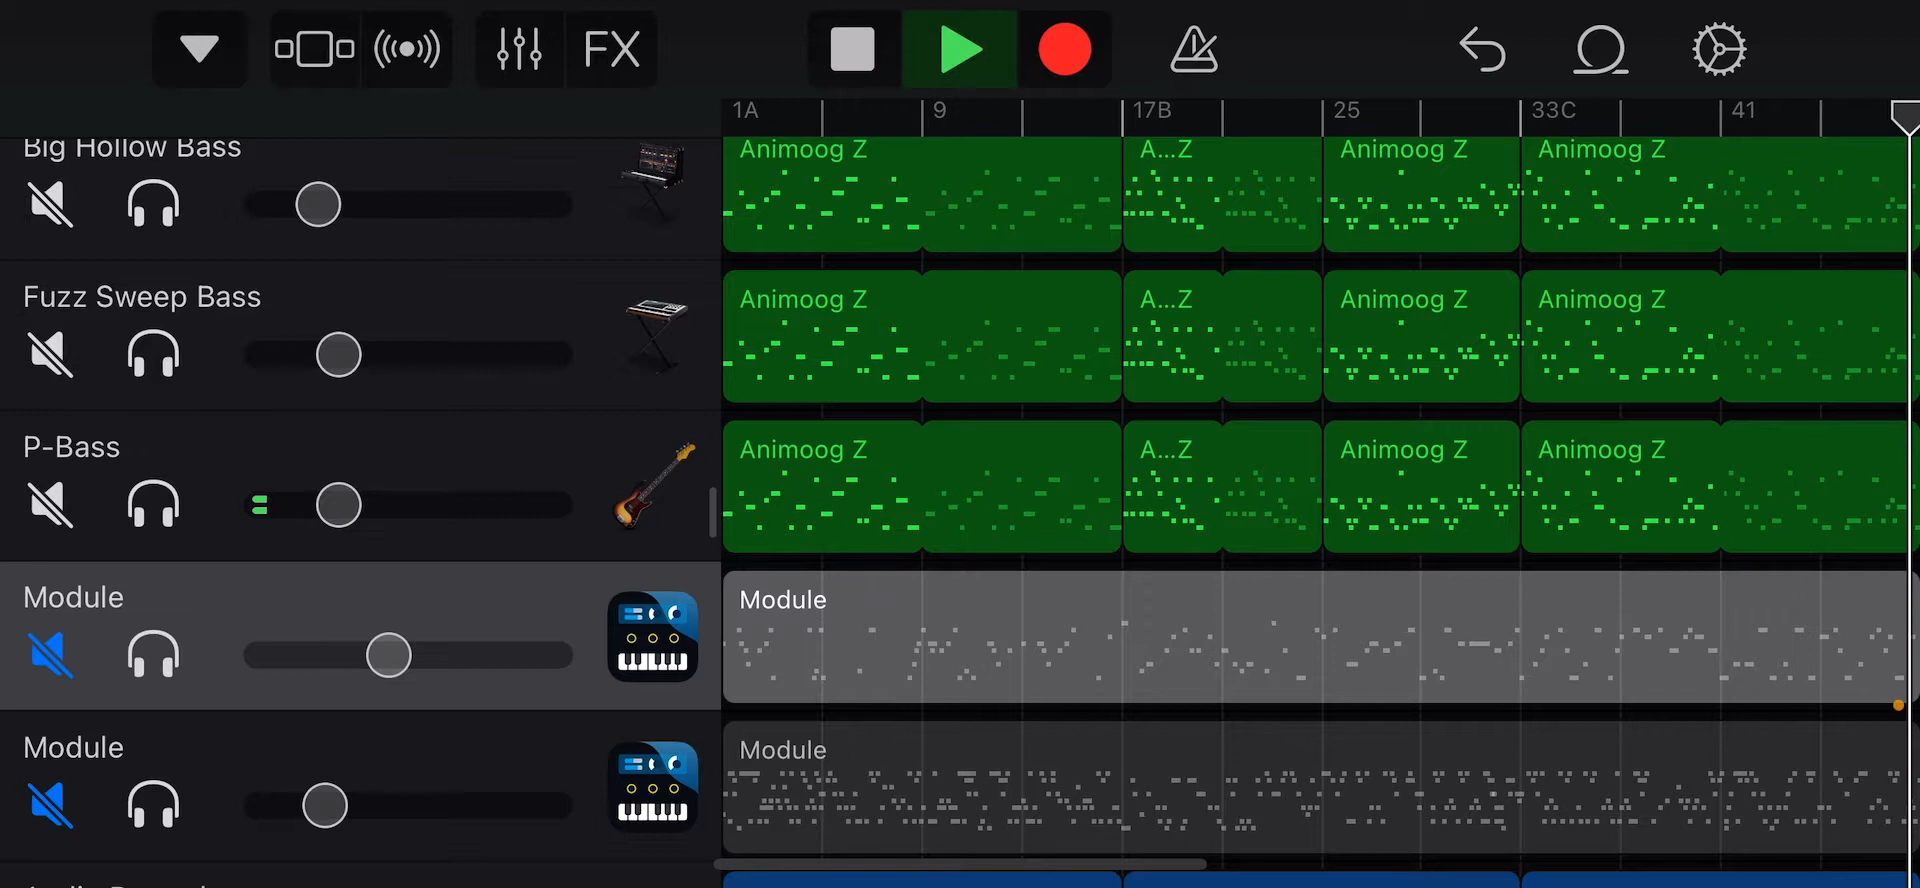 FX
1A 9 17B 25 33C 41
Big Hollow Bass
Animoog Z A...Z Animoog Z Animoog Z
Fuzz Sweep Bass
Animoog Z A...Z Animoog Z Animoog Z
P-Bass
Animoog Z A...Z Animoog Z Animoog Z
Module
Module
Module
Module